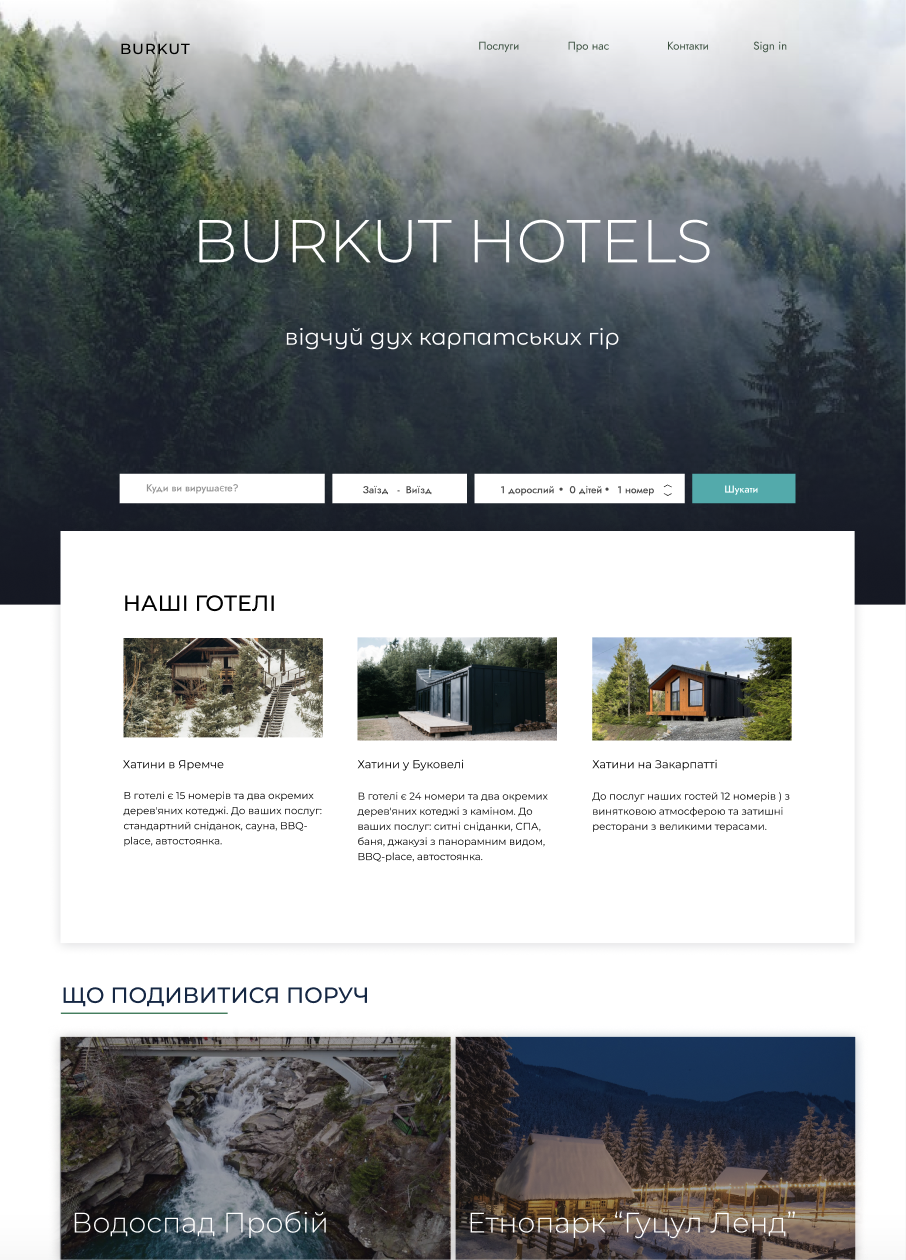 BURKUT
Послуги
Про нас
Контакти
Sign in
BURKUT HOTELS
відчуй дух карпатських гір
Куди ви вирушаєте?
Заїзд - Виїзд
1 дорослий • 0 дітей • 1 номер
Шукати
НАШІ ГОТЕЛІ
Хатини в Яремче
В готелі є 15 номерів та два окремих
дерев'яних котеджі. До ваших послуг:
стандартний сніданок, сауна, BBQ-
place, автостоянка.
Хатини у Буковелі
В готелі є 24 номери та два окремих
дерев'яних котеджі з каміном. До
ваших послуг: ситні сніданки, СПА,
баня, джакузі з панорамним видом,
BBQ-place, автостоянка.
Хатини на Закарпатті
До послуг наших гостей 12 номерів ) з
винятковою атмосферою та затишні
ресторани з великими терасами.
ЩО ПОДИВИТИСЯ ПОРУЧ
Водоспад Пробій
Етнопарк “Гуцул Ленд”